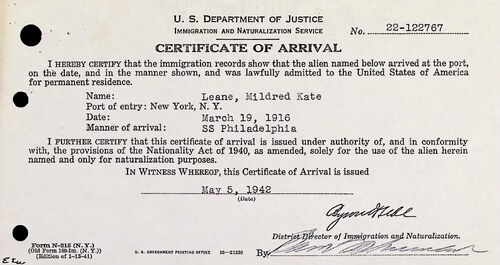 U. S. DEPARTMENT OF JUSTICE
IMMIGRATION AND NATURALIZATION SERVICE
No. 22-122767
CERTIFICATE OF ARRIVAL
I HEREBY CERTIFY that the immigration records show that the alien named below arrived at the port,
on the date, and in the manner shown, and was lawfully admitted to the United States of America
for permanent residence.
Name: Leane, Mildred Kate
Port of entry: New York, N. Y.
Date: March 19, 1916
Manner of arrival: SS Philadelphia
I FURTHER CERTIFY that this certificate of arrival is issued under authority of, and in conformity
with, the provisions of the Nationality Act of 1940, as amended, solely for the use of the alien herein
named and only for naturalization purposes.
IN WITNESS WHEREOF, this Certificate of Arrival is issued
May 5, 1942
(Date)
District Director of Immigration and Naturalization.
Form N-215 (N. Y.)
(Old Form 160-Im. (N. Y.))
(Edition of 1-13-41)
U. S. GOVERNMENT PRINTING OFFICE 16-21335
By